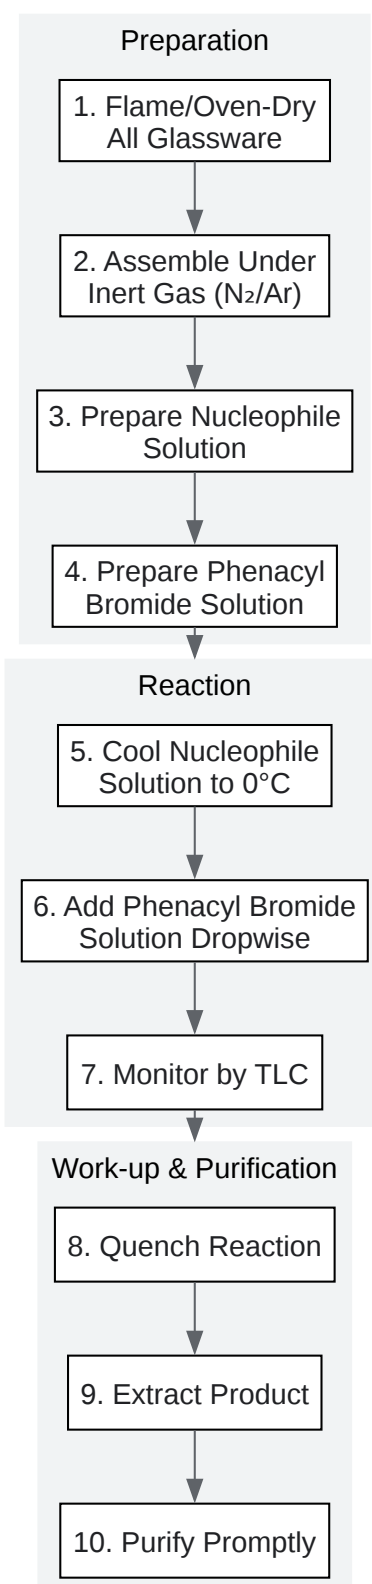 Preparation
1. Flame/Oven-Dry
All Glassware
2. Assemble Under
Inert Gas (N₂/Ar)
3. Prepare Nucleophile
Solution
4. Prepare Phenacyl
Bromide Solution
Reaction
5. Cool Nucleophile
Solution to 0°C
6. Add Phenacyl Bromide
Solution Dropwise
7. Monitor by TLC
Work-up & Purification
8. Quench Reaction
9. Extract Product
10. Purify Promptly